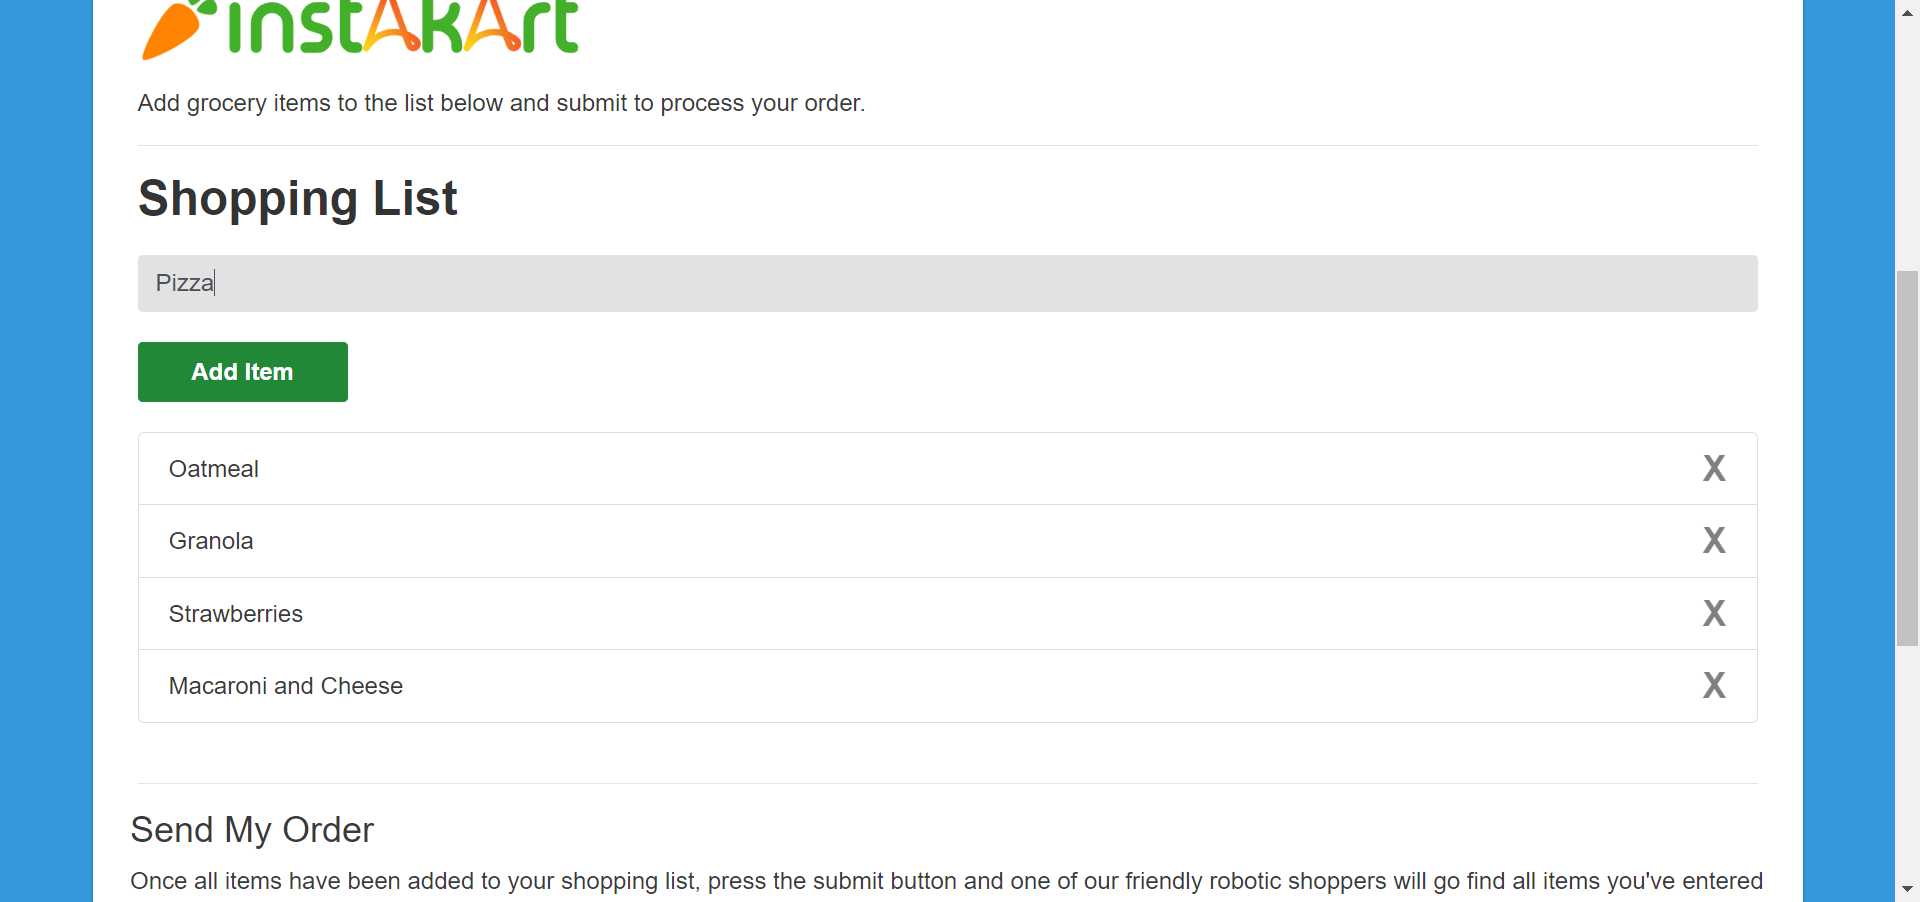 instAkArt
Add grocery items to the list below and submit to process your order.
Shopping List
Pizza
Add Item
Oatmeal X
Granola X
Strawberries X
Macaroni and Cheese X
Send My Order
Once all items have been added to your shopping list, press the submit button and one of our friendly robotic shoppers will go find all items you've entered